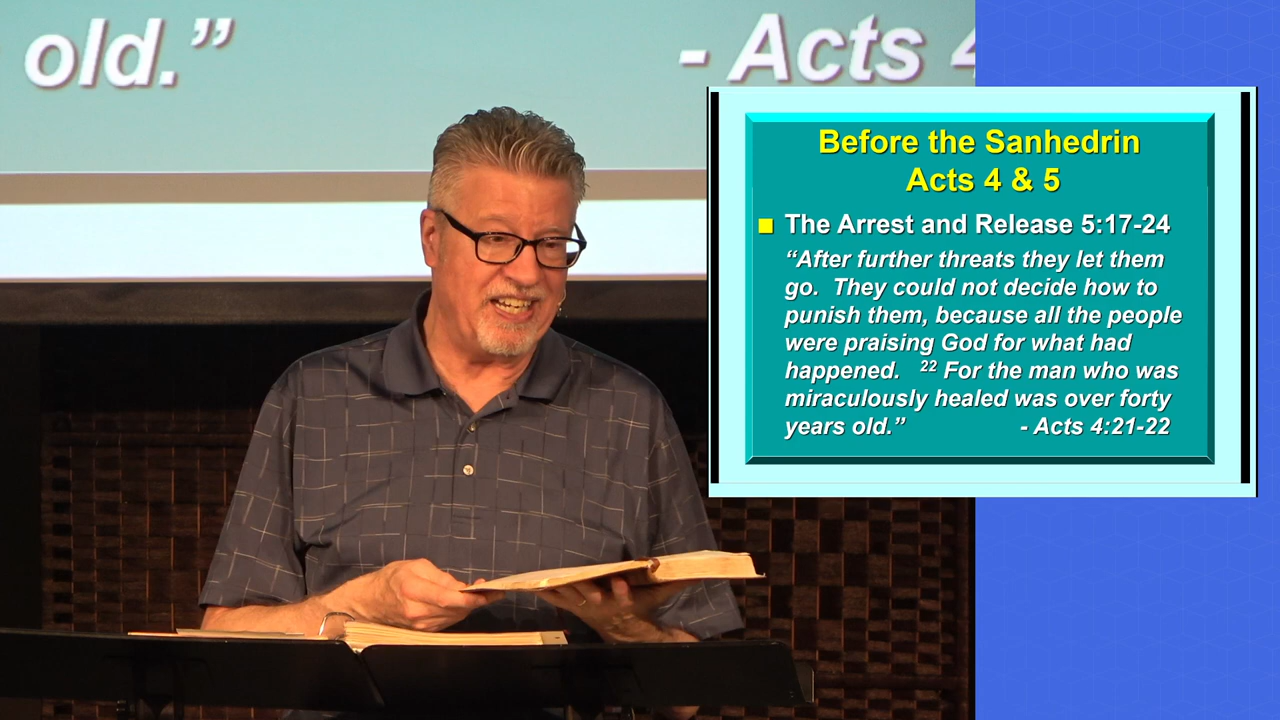 old.” - Acts 4
Before the Sanhedrin
Acts 4 & 5
The Arrest and Release 5:17-24
“After further threats they let them
go. They could not decide how to
punish them, because all the people
were praising God for what had
happened. 22 For the man who was
miraculously healed was over forty
years old.” - Acts 4:21-22